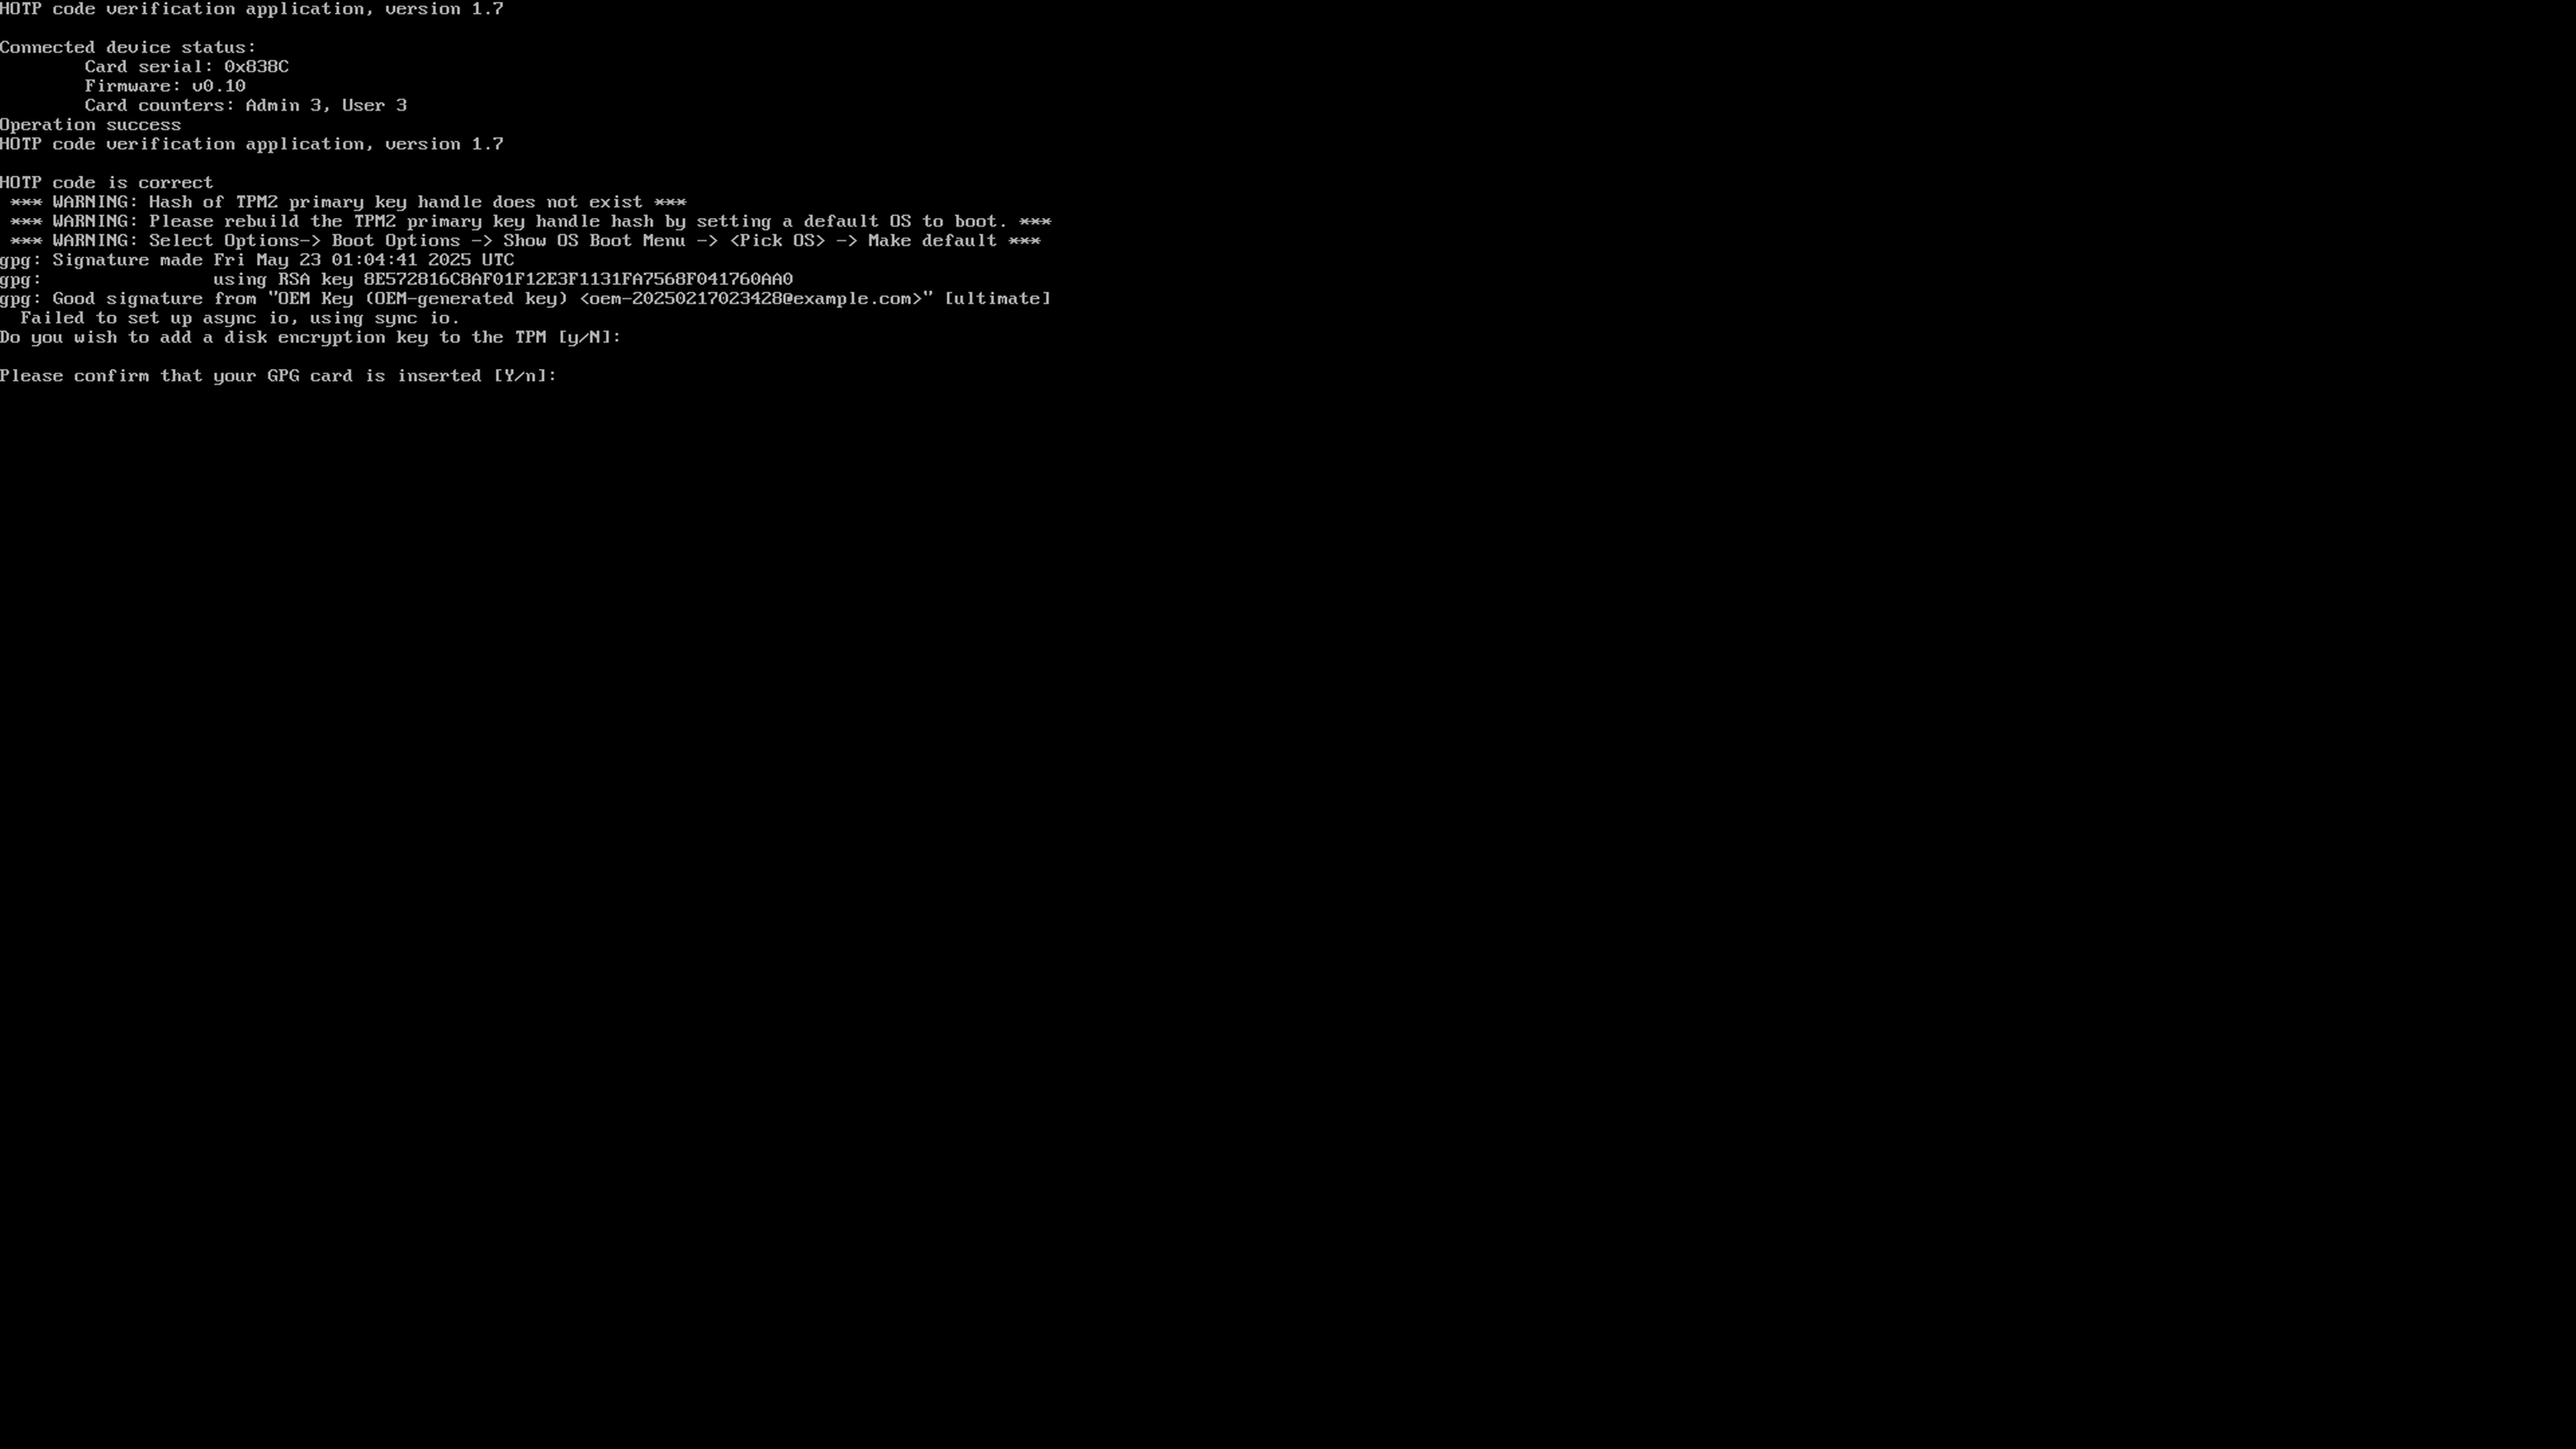 HOTP code verification application, version 1.7
Connected device status:
Card serial: 0x838C
Firmware: v0.10
Card counters: Admin 3, User 3
Operation success
HOTP code verification application, version 1.7
HOTP code is correct
*** WARNING: Hash of TPM2 primary key handle does not exist ***
*** WARNING: Please rebuild the TPM2 primary key handle hash by setting a default OS to boot. ***
*** WARNING: Select Options-> Boot Options -> Show OS Boot Menu -> <Pick OS> -> Make default ***
gpg: Signature made Fri May 23 01:04:41 2025 UTC
gpg:                using RSA key 8E572816C8AF01F12E3F1131FA7568F041760AA0
gpg: Good signature from "OEM Key (OEM-generated key) <oem-20250217023428@example.com>" [ultimate]
Failed to set up async io, using sync io.
Do you wish to add a disk encryption key to the TPM [y/N]:
Please confirm that your GPG card is inserted [Y/n]: